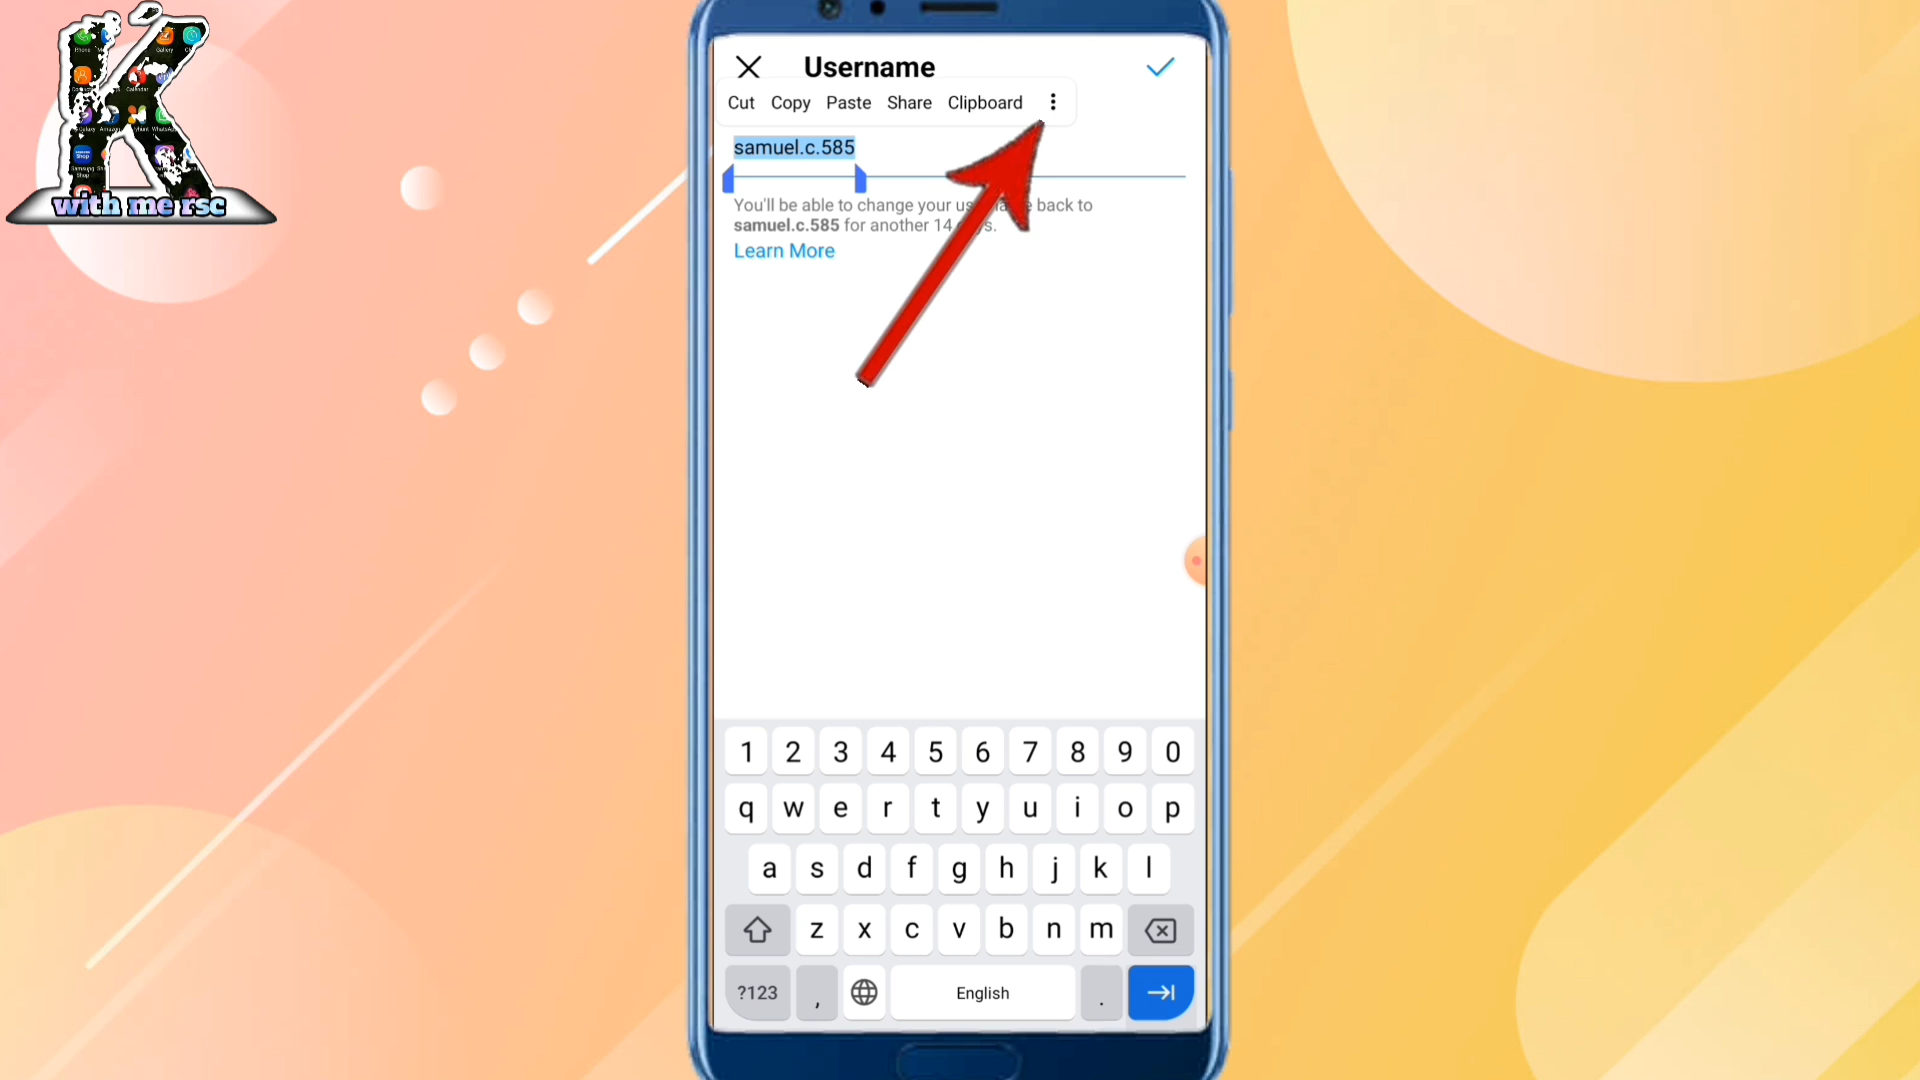 with me rsc
Username
Cut Copy Paste Share Clipboard
samuel.c.585
You'll be able to change your back to
samuel.c.585 for another 14
Learn More
1 2 3 4 5 6 7 8 9 0
q w e r t y u i o p
a s d f g h j k l
z x c v b n m
?123 , English .